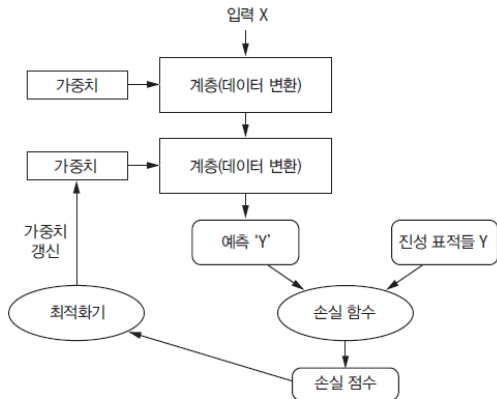 입력 X
가중치
계층(데이터 변환)
가중치
계층(데이터 변환)
가중치
갱신
예측 ‘Y’
진성 표적들 Y
최적화기
손실 함수
손실 점수